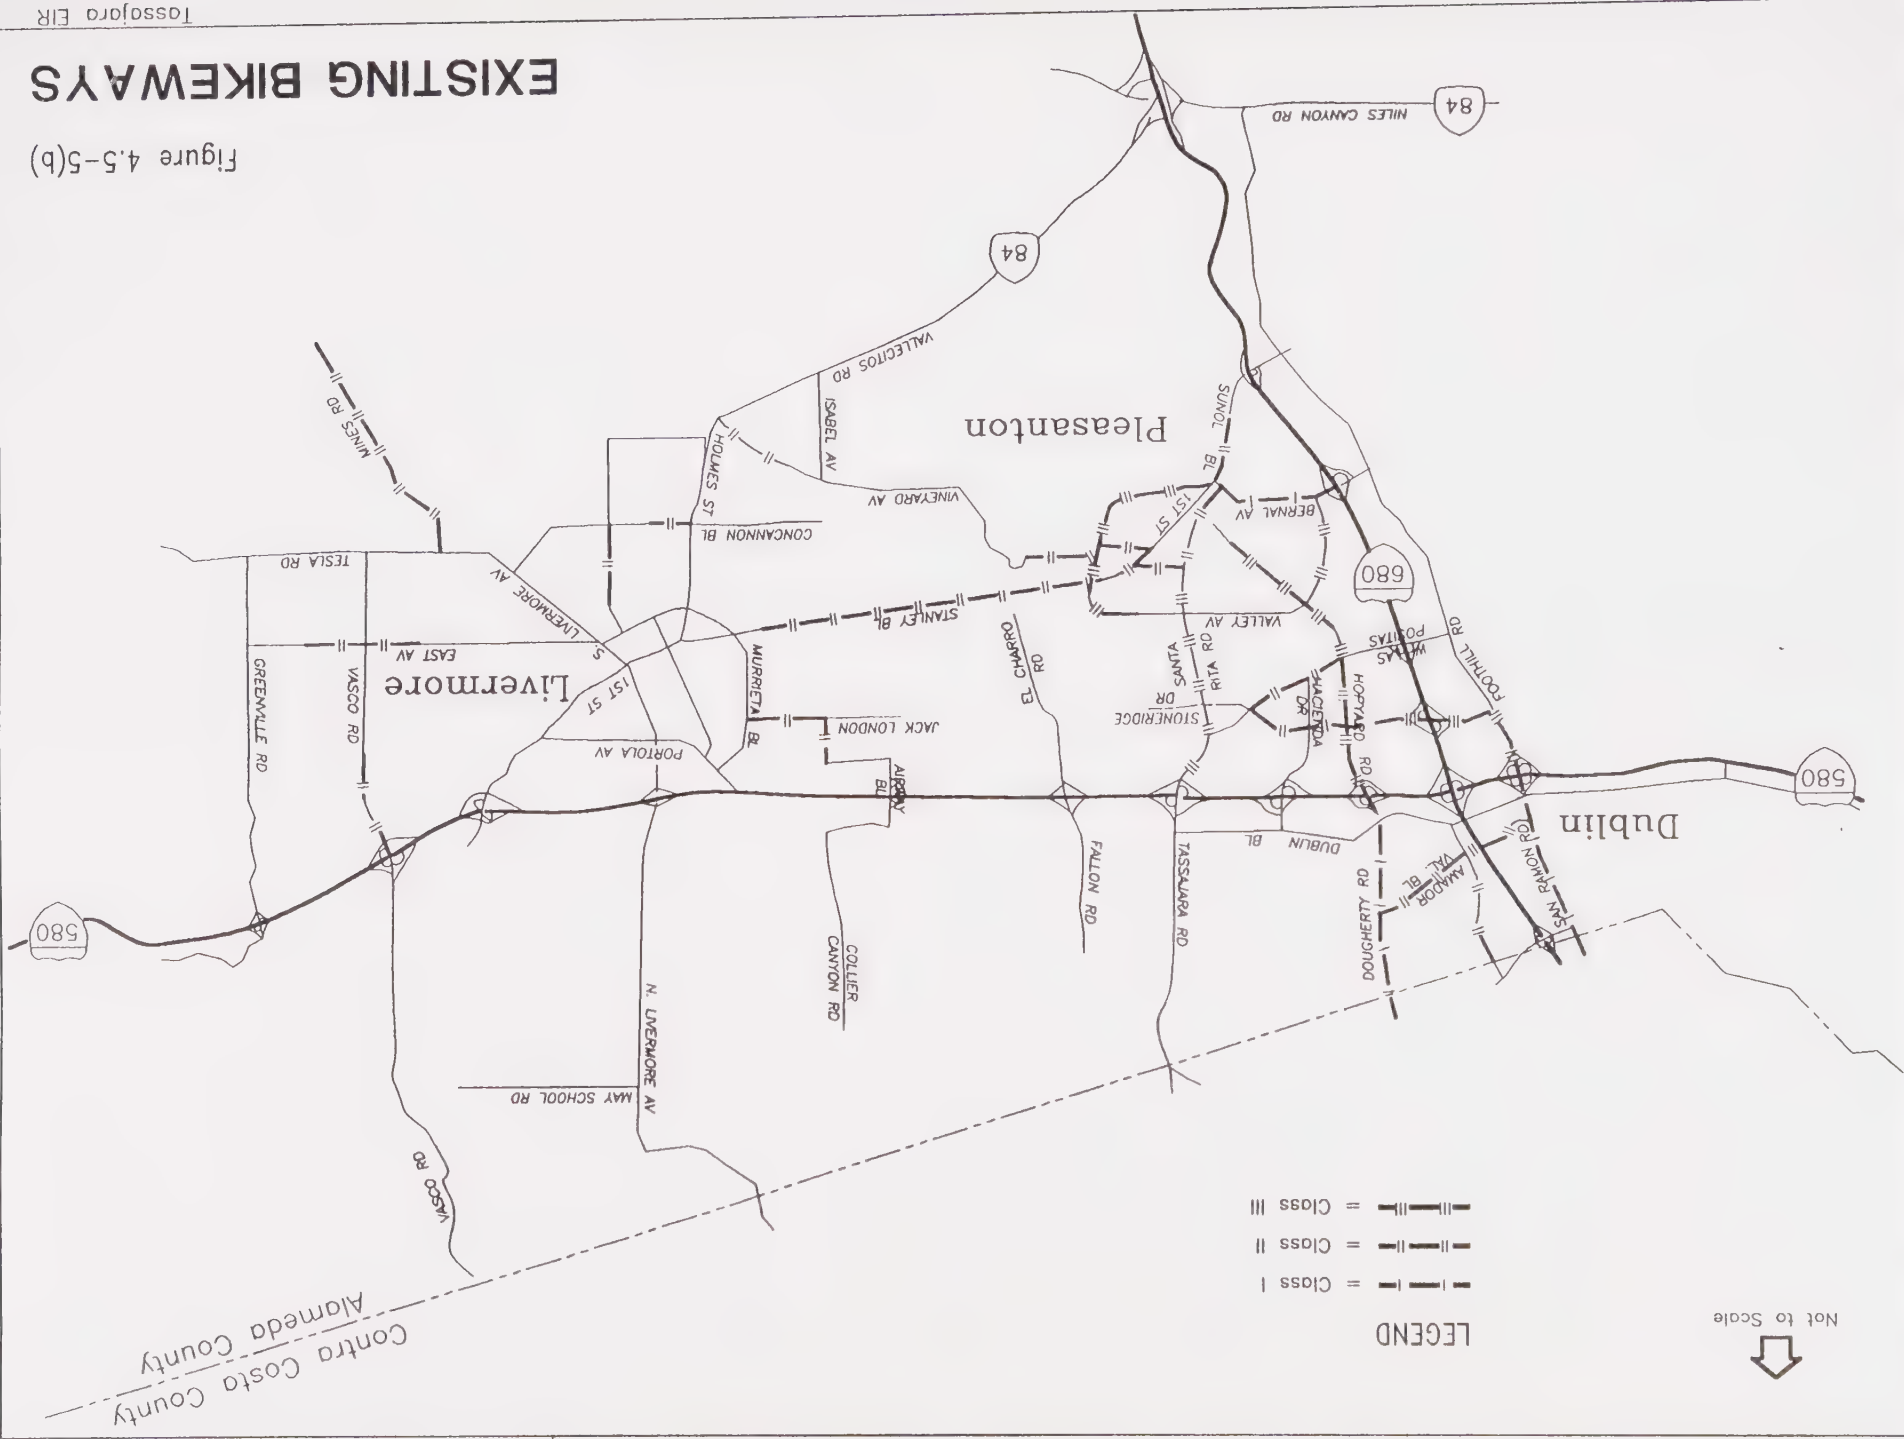 Not to Scale
LEGEND
= Class I
= Class II
= Class III
Contra Costa County
Alameda County
VASCO RD
MAY SCHOOL RD
N. LIVERMORE AV
COLLIER
CANYON RD
TASSAJARA RD
FALLON RD
DOUGHERTY RD
SAN RAMON RD
AMADOR
VAL. BL
580
580
Dublin
DUBLIN BL
AIRWAY
BL
JACK LONDON
PORTOLA AV
MURRIETA BL
1ST ST
Livermore
VASCO RD
GREENVILLE RD
EAST AV
S. LIVERMORE AV
TESLA RD
FOOTHILL RD
HOPYARD RD
HACIENDA
DR
STONERIDGE
DR
SANTA
RITA RD
EL CHARRO
RD
LAS
POSITAS
VALLEY AV
STANLEY BL
680
BERNAL AV
1ST ST
CONCANNON BL
HOLMES ST
VINEYARD AV
ISABEL AV
MINES RD
SUNOL BL
Pleasanton
VALLECITOS RD
84
NILES CANYON RD
84
Figure 4.5-5(b)
EXISTING BIKEWAYS
Tassajara EIR